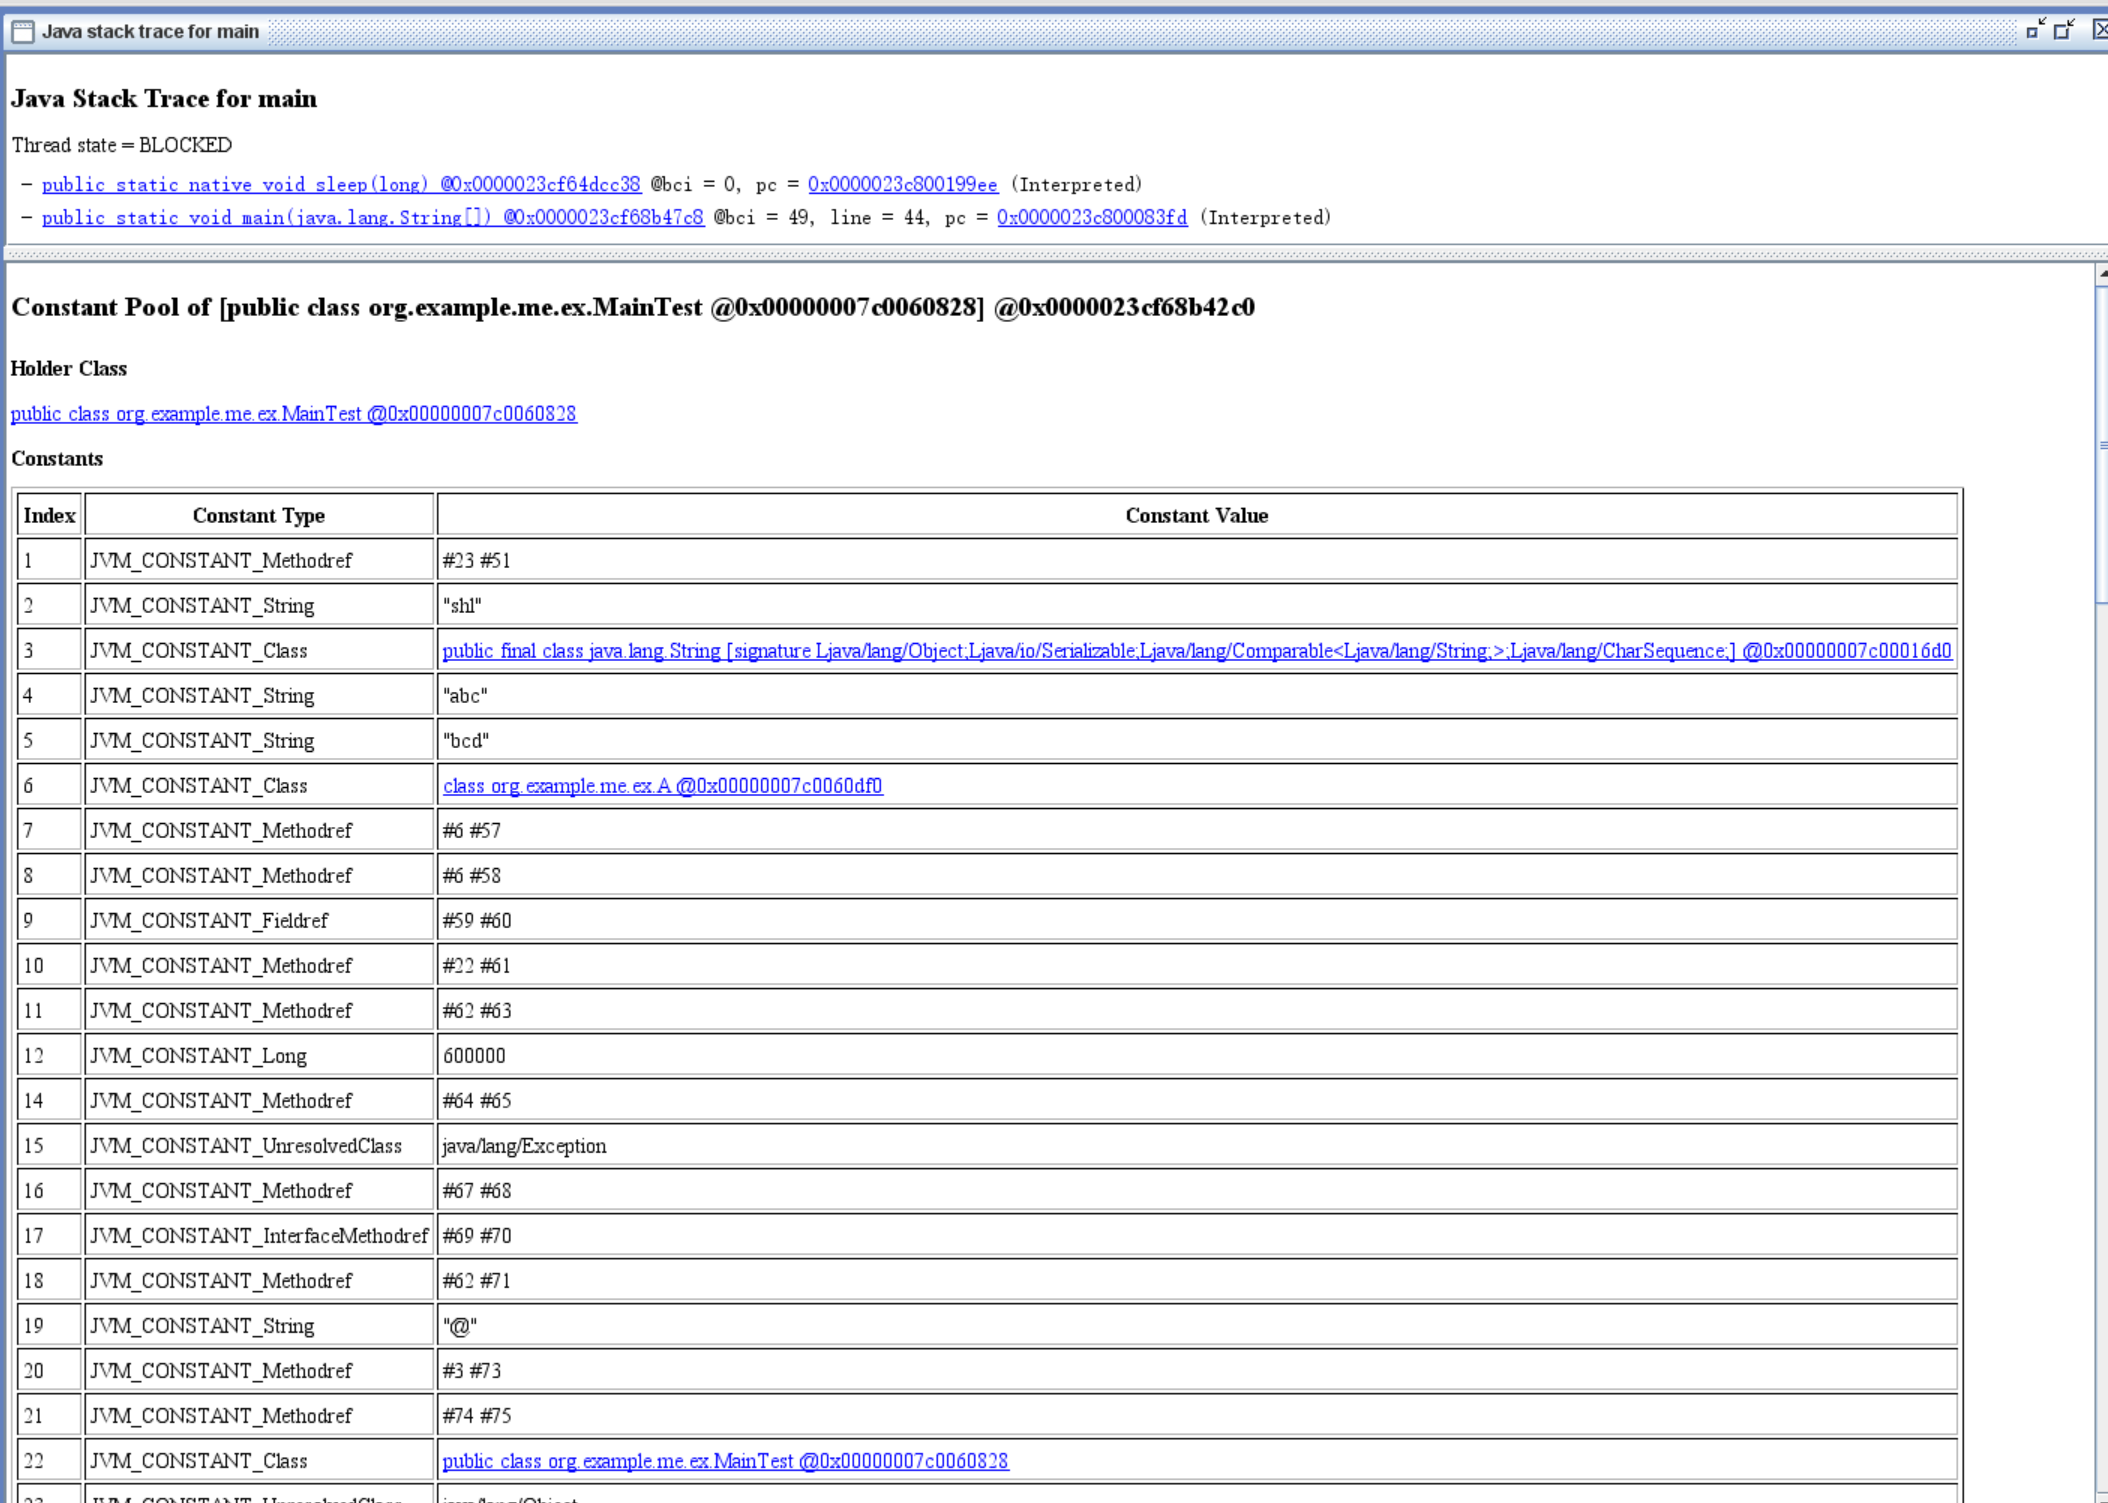 Java stack trace for main
Java Stack Trace for main
Thread state = BLOCKED
- public static native void sleep(long) @0x0000023cf64dcc38 @bci = 0, pc = 0x0000023c800199ee (Interpreted)
- public static void main(java.lang.String[]) @0x0000023cf68b47c8 @bci = 49, line = 44, pc = 0x0000023c800083fd (Interpreted)
Constant Pool of [public class org.example.me.ex.MainTest @0x00000007c0060828] @0x0000023cf68b42c0
Holder Class
public class org.example.me.ex.MainTest @0x00000007c0060828
Constants
Index Constant Type Constant Value
1 JVM_CONSTANT_Methodref #23 #51
2 JVM_CONSTANT_String "shl"
3 JVM_CONSTANT_Class public final class java.lang.String [signature Ljava/lang/Object;Ljava/io/Serializable;Ljava/lang/Comparable<Ljava/lang/String;>;Ljava/lang/CharSequence;] @0x00000007c00016d0
4 JVM_CONSTANT_String "abc"
5 JVM_CONSTANT_String "bcd"
6 JVM_CONSTANT_Class class org.example.me.ex.A @0x00000007c0060df0
7 JVM_CONSTANT_Methodref #6 #57
8 JVM_CONSTANT_Methodref #6 #58
9 JVM_CONSTANT_Fieldref #59 #60
10 JVM_CONSTANT_Methodref #22 #61
11 JVM_CONSTANT_Methodref #62 #63
12 JVM_CONSTANT_Long 600000
14 JVM_CONSTANT_Methodref #64 #65
15 JVM_CONSTANT_UnresolvedClass java/lang/Exception
16 JVM_CONSTANT_Methodref #67 #68
17 JVM_CONSTANT_InterfaceMethodref #69 #70
18 JVM_CONSTANT_Methodref #62 #71
19 JVM_CONSTANT_String "@"
20 JVM_CONSTANT_Methodref #3 #73
21 JVM_CONSTANT_Methodref #74 #75
22 JVM_CONSTANT_Class public class org.example.me.ex.MainTest @0x00000007c0060828
23 JVM_CONSTANT_UnresolvedClass java/lang/Object